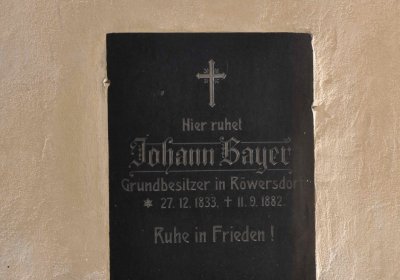 Hier ruhet
Johann Bayer
Grundbesitzer in Röwersdorf
* 27. 12. 1833. † 11. 9. 1882.
Ruhe in Frieden !